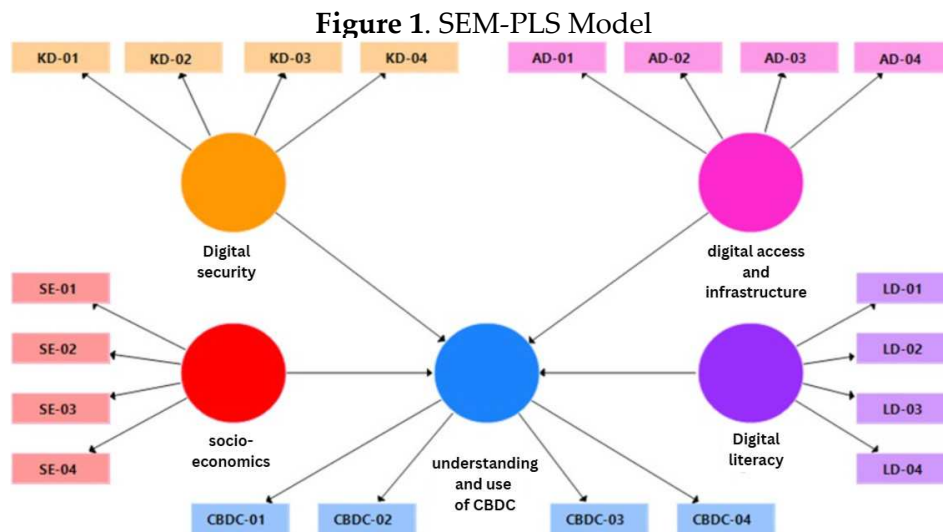 Figure 1. SEM-PLS Model
KD-01
KD-02
KD-03
KD-04
AD-01
AD-02
AD-03
AD-04
Digital
security
digital access
and
infrastructure
SE-01
SE-02
SE-03
SE-04
LD-01
LD-02
LD-03
LD-04
socio-
economics
understanding
and use
of CBDC
Digital
literacy
CBDC-01
CBDC-02
CBDC-03
CBDC-04